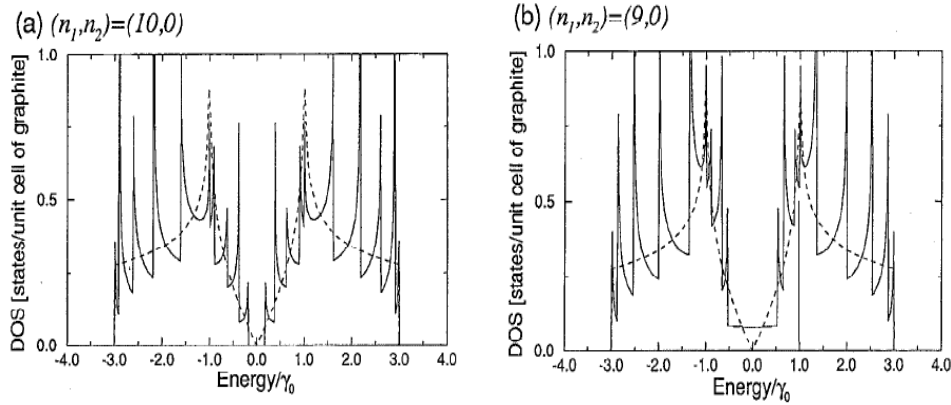 (a) (n1,n2)=(10,0)
DOS [states/unit cell of graphite]
1.0
0.5
0.0
-4.0 -3.0 -2.0 -1.0 0.0 1.0 2.0 3.0 4.0
Energy/γ0
(b) (n1,n2)=(9,0)
DOS [states/unit cell of graphite]
1.0
0.5
0.0
-4.0 -3.0 -2.0 -1.0 0.0 1.0 2.0 3.0 4.0
Energy/γ0